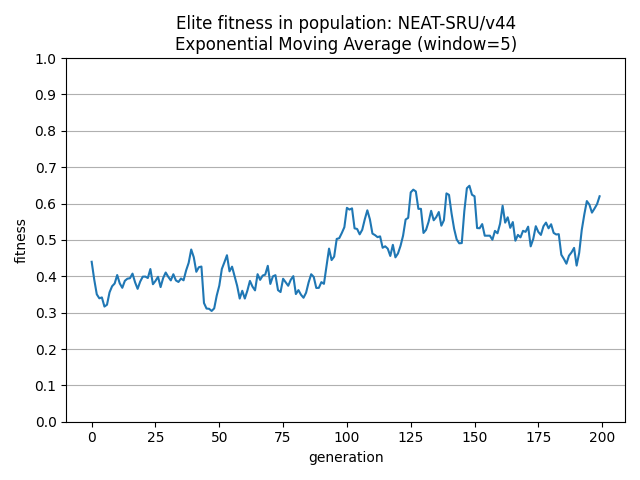 Elite fitness in population: NEAT-SRU/v44
Exponential Moving Average (window=5)
1.0
0.9
0.8
0.7
0.6
0.5
0.4
0.3
0.2
0.1
0.0
fitness
0 25 50 75 100 125 150 175 200
generation